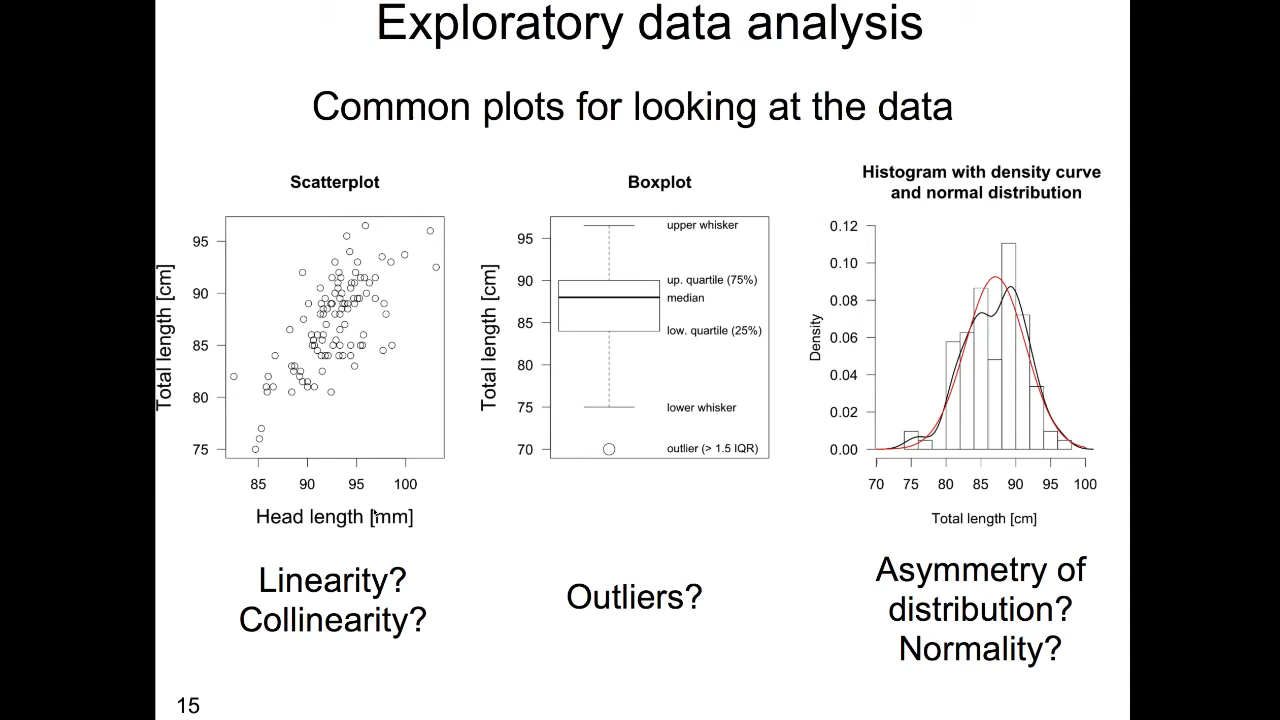 Exploratory data analysis
Common plots for looking at the data
Scatterplot
95
90
85
80
75
Total length [cm]
85 90 95 100
Head length [mm]
Linearity?
Collinearity?
Boxplot
95
90
85
80
75
70
Total length [cm]
upper whisker
up. quartile (75%)
median
low. quartile (25%)
lower whisker
outlier (> 1.5 IQR)
Outliers?
Histogram with density curve
and normal distribution
0.12
0.10
0.08
0.06
0.04
0.02
0.00
Density
70 75 80 85 90 95 100
Total length [cm]
Asymmetry of
distribution?
Normality?
15